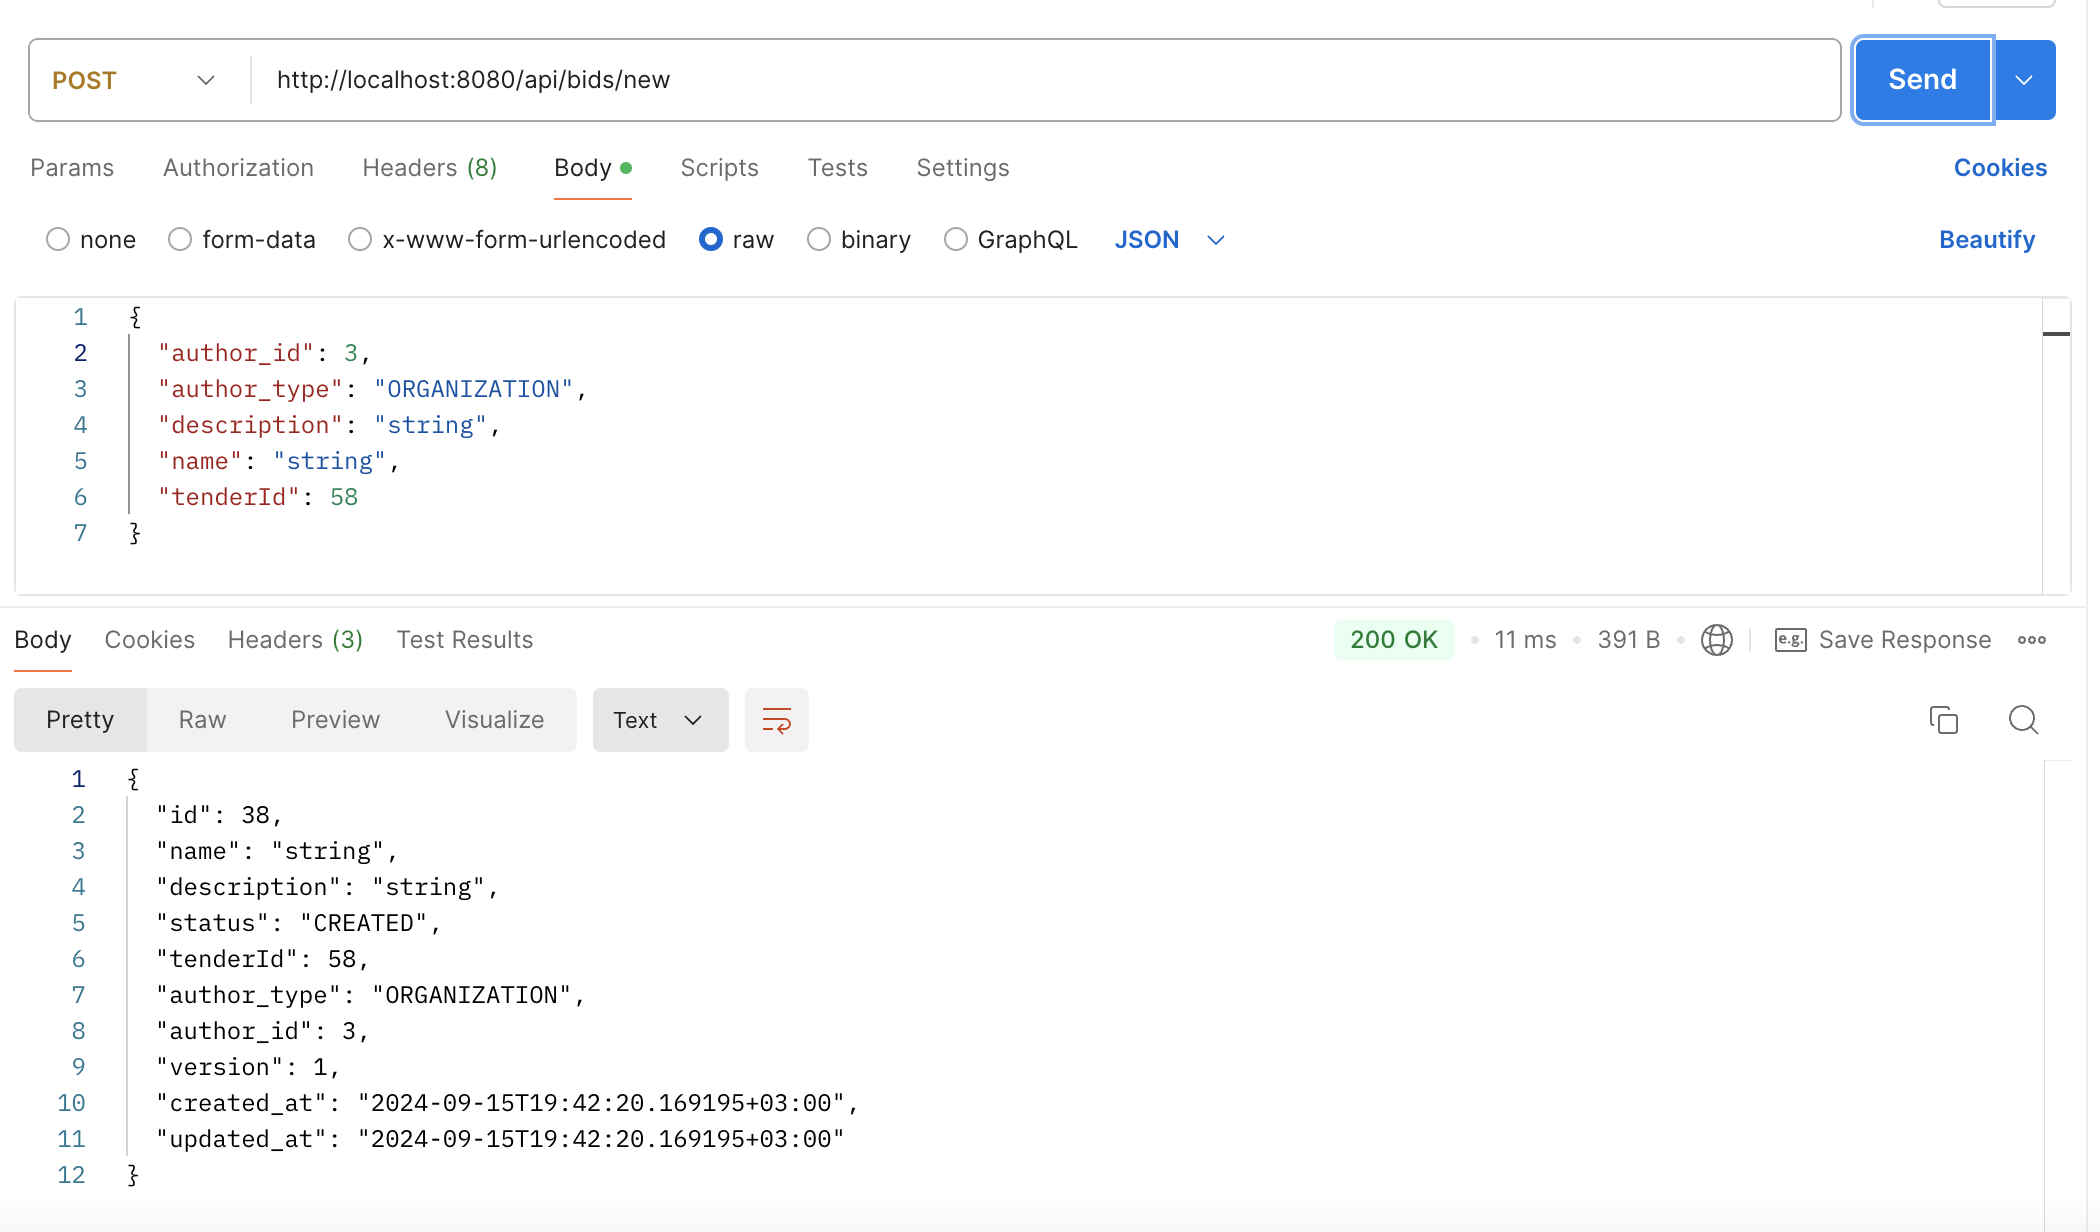 POST http://localhost:8080/api/bids/new Send
Params Authorization Headers (8) Body Scripts Tests Settings Cookies
none form-data x-www-form-urlencoded raw binary GraphQL JSON Beautify
1 {
2 "author_id": 3,
3 "author_type": "ORGANIZATION",
4 "description": "string",
5 "name": "string",
6 "tenderId": 58
7 }
Body Cookies Headers (3) Test Results 200 OK • 11 ms • 391 B • e.g. Save Response
Pretty Raw Preview Visualize Text
1 {
2 "id": 38,
3 "name": "string",
4 "description": "string",
5 "status": "CREATED",
6 "tenderId": 58,
7 "author_type": "ORGANIZATION",
8 "author_id": 3,
9 "version": 1,
10 "created_at": "2024-09-15T19:42:20.169195+03:00",
11 "updated_at": "2024-09-15T19:42:20.169195+03:00"
12 }